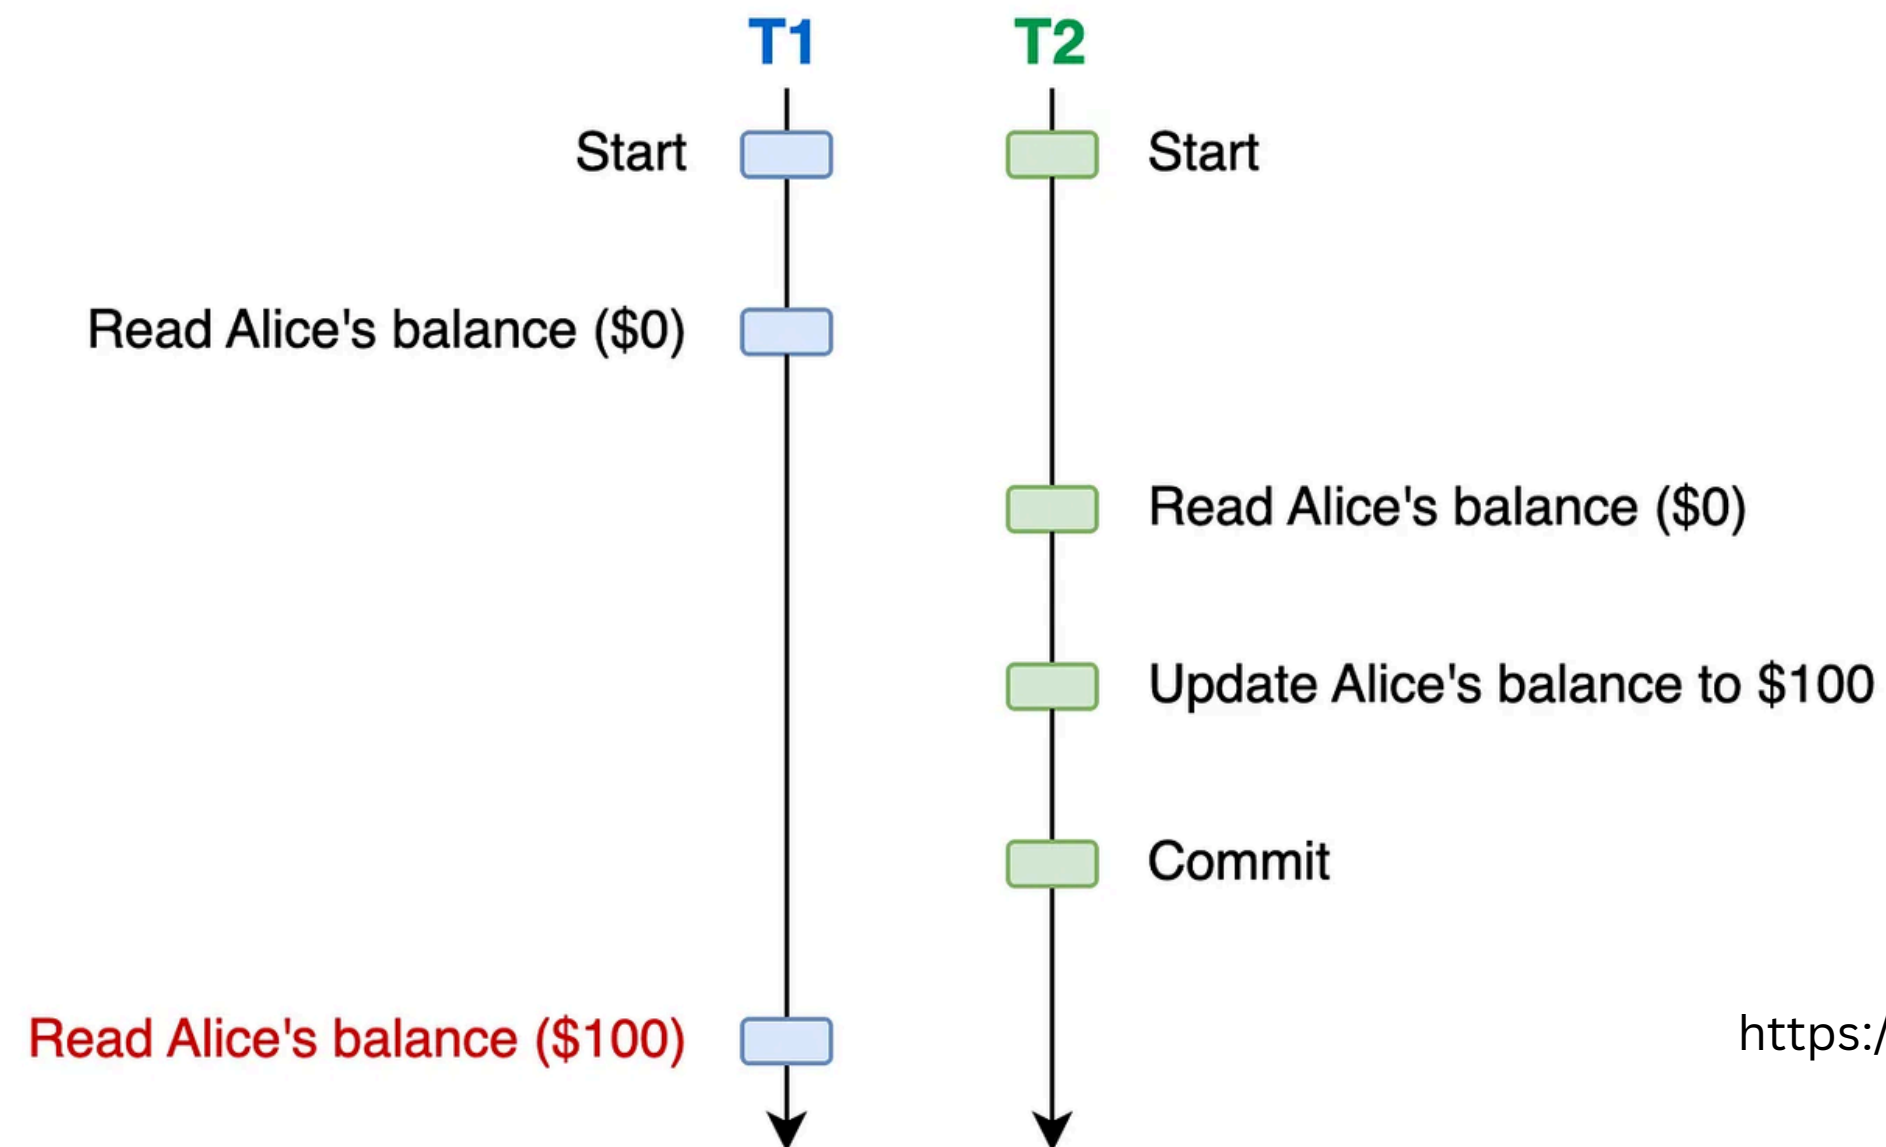 T1 T2
Start Start
Read Alice's balance ($0)
Read Alice's balance ($0)
Update Alice's balance to $100
Commit
Read Alice's balance ($100)
https:/